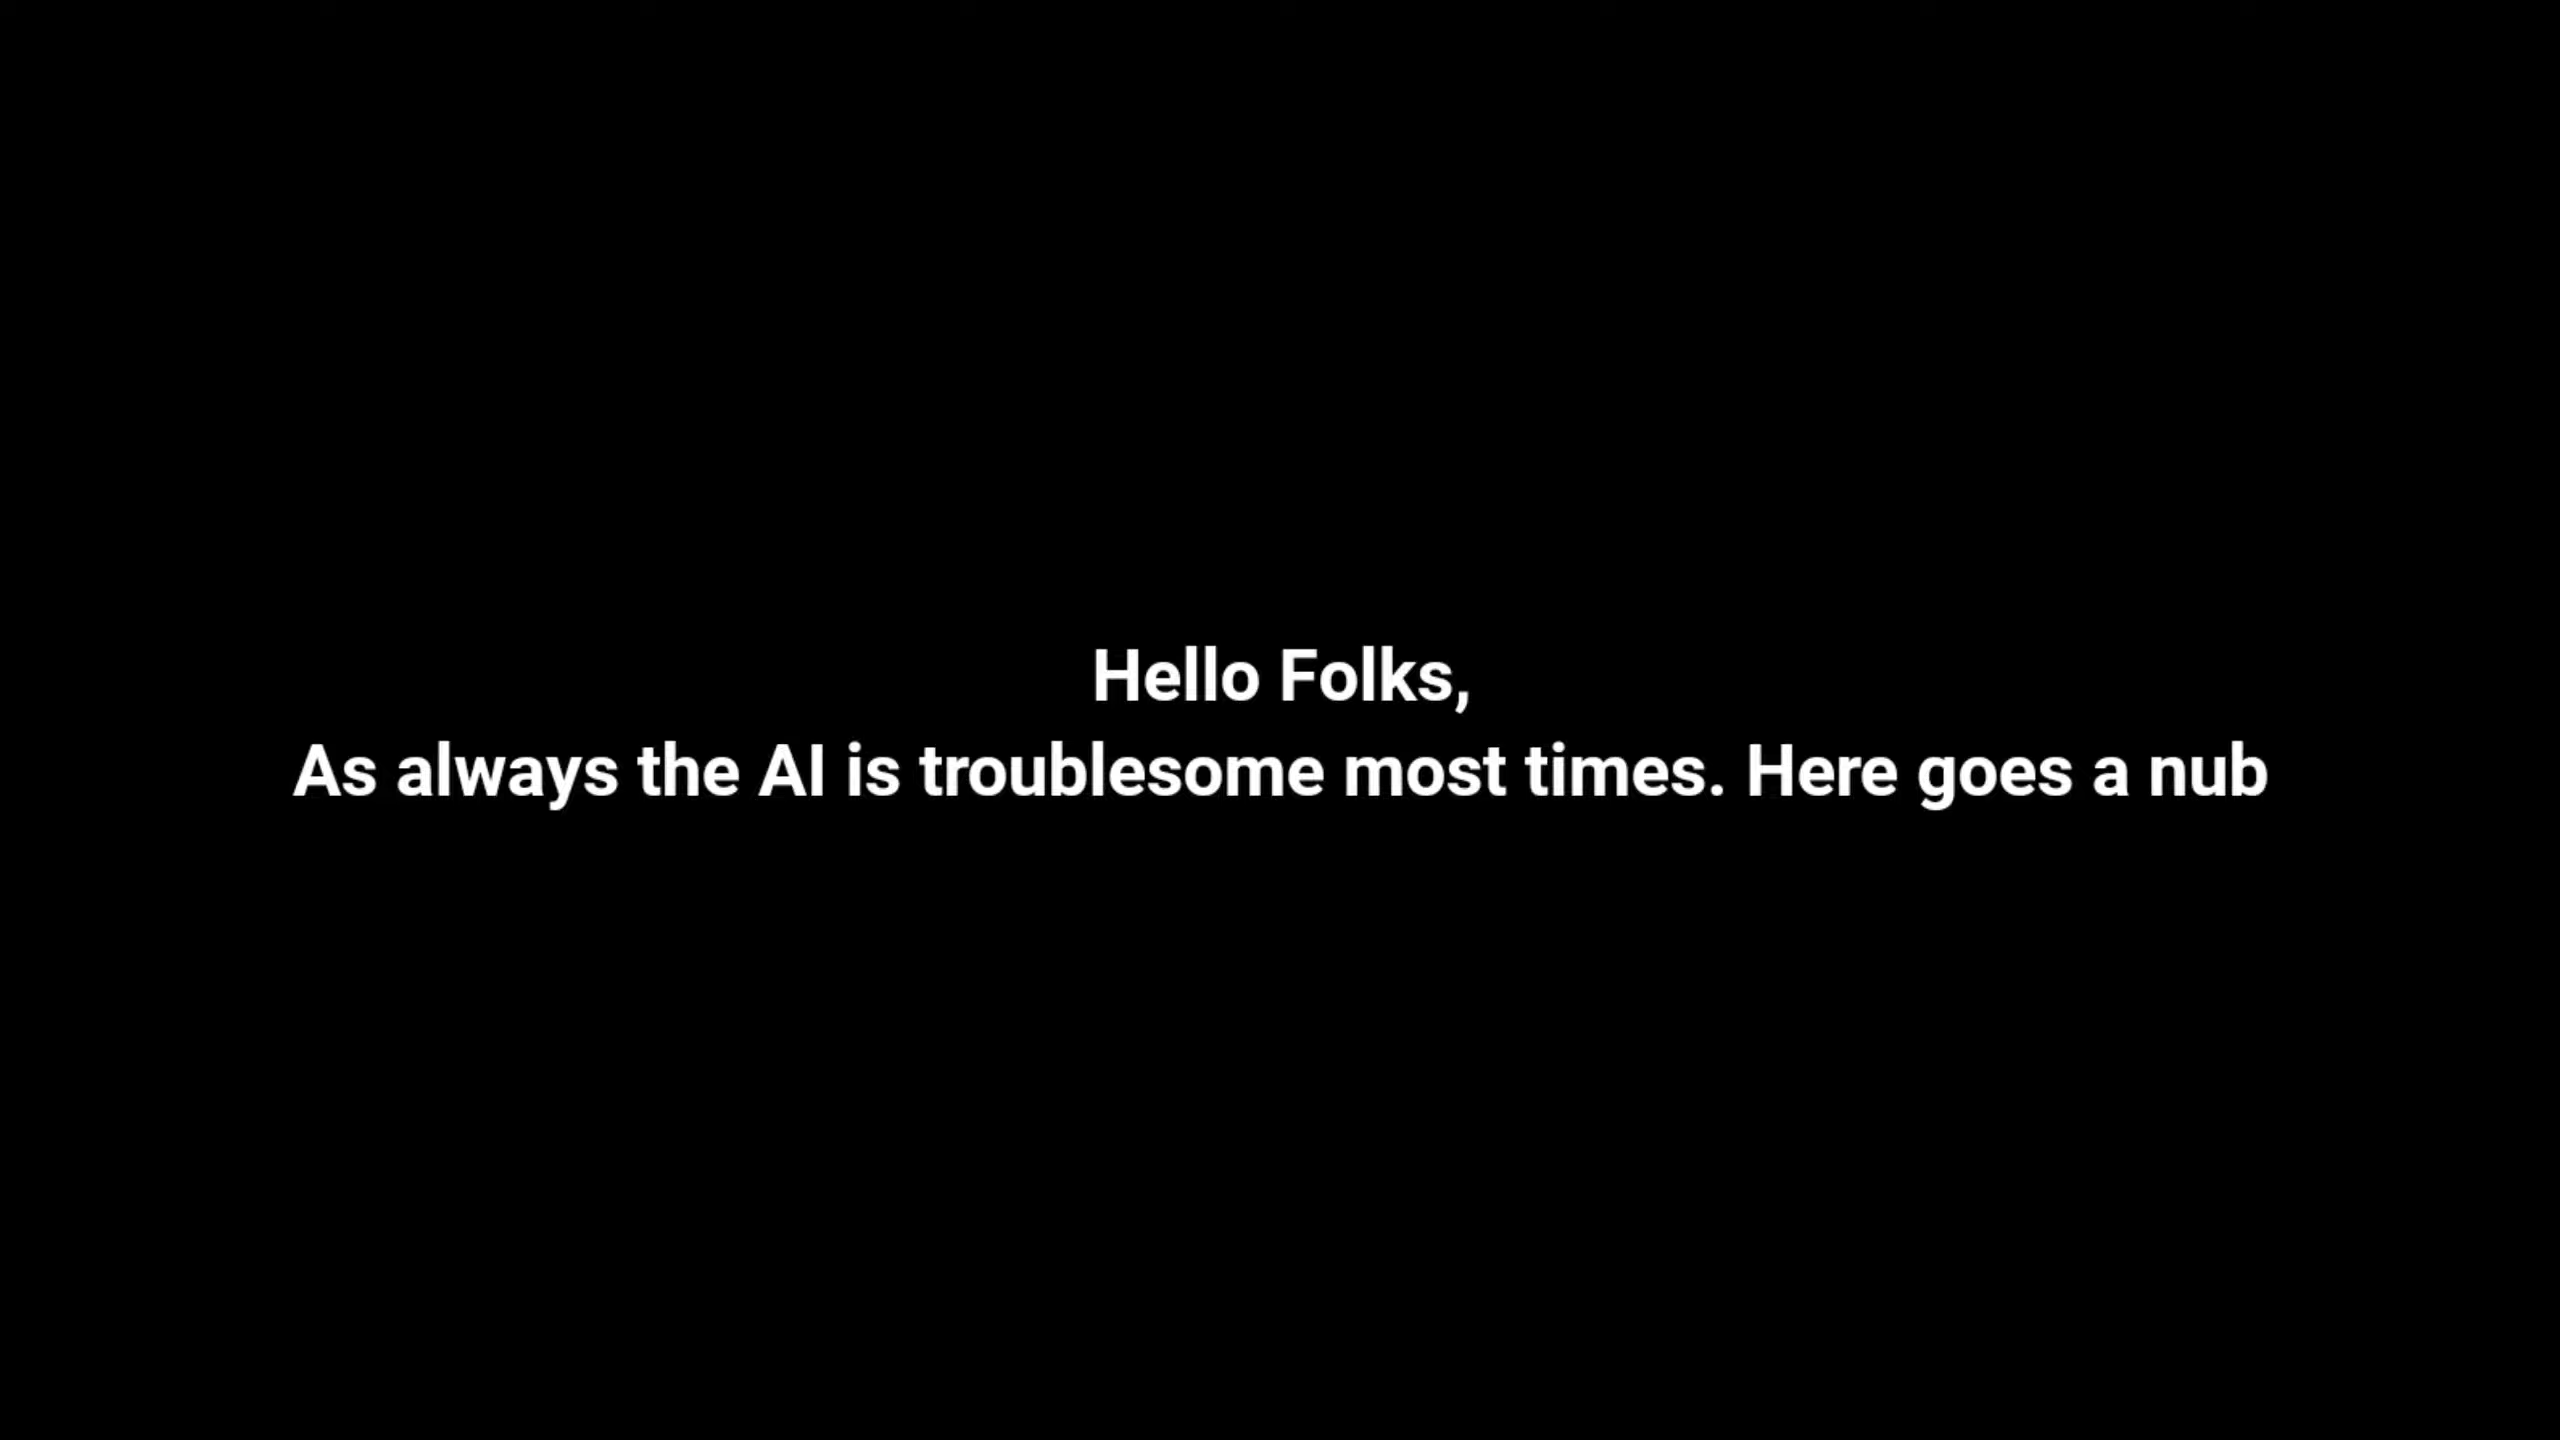 Hello Folks,
As always the AI is troublesome most times. Here goes a nub